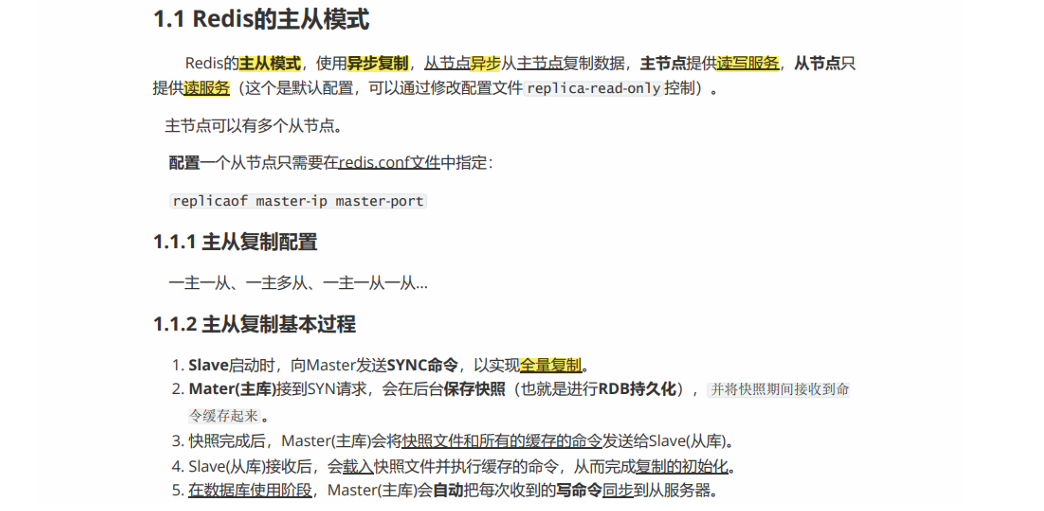 1.1 Redis的主从模式
Redis的主从模式，使用异步复制，从节点异步从主节点复制数据，主节点提供读写服务，从节点只
提供读服务（这个是默认配置，可以通过修改配置文件 replica-read-only 控制）。
主节点可以有多个从节点。
配置一个从节点只需要在redis.conf文件中指定：
replicaof master-ip master-port
1.1.1 主从复制配置
一主一从、一主多从、一主一从一从...
1.1.2 主从复制基本过程
1. Slave启动时，向Master发送SYNC命令，以实现全量复制。
2. Mater(主库)接到SYN请求，会在后台保存快照（也就是进行RDB持久化），并将快照期间接收到命
令缓存起来。
3. 快照完成后，Master(主库)会将快照文件和所有的缓存的命令发送给Slave(从库)。
4. Slave(从库)接收后，会载入快照文件并执行缓存的命令，从而完成复制的初始化。
5. 在数据库使用阶段，Master(主库)会自动把每次收到的写命令同步到从服务器。